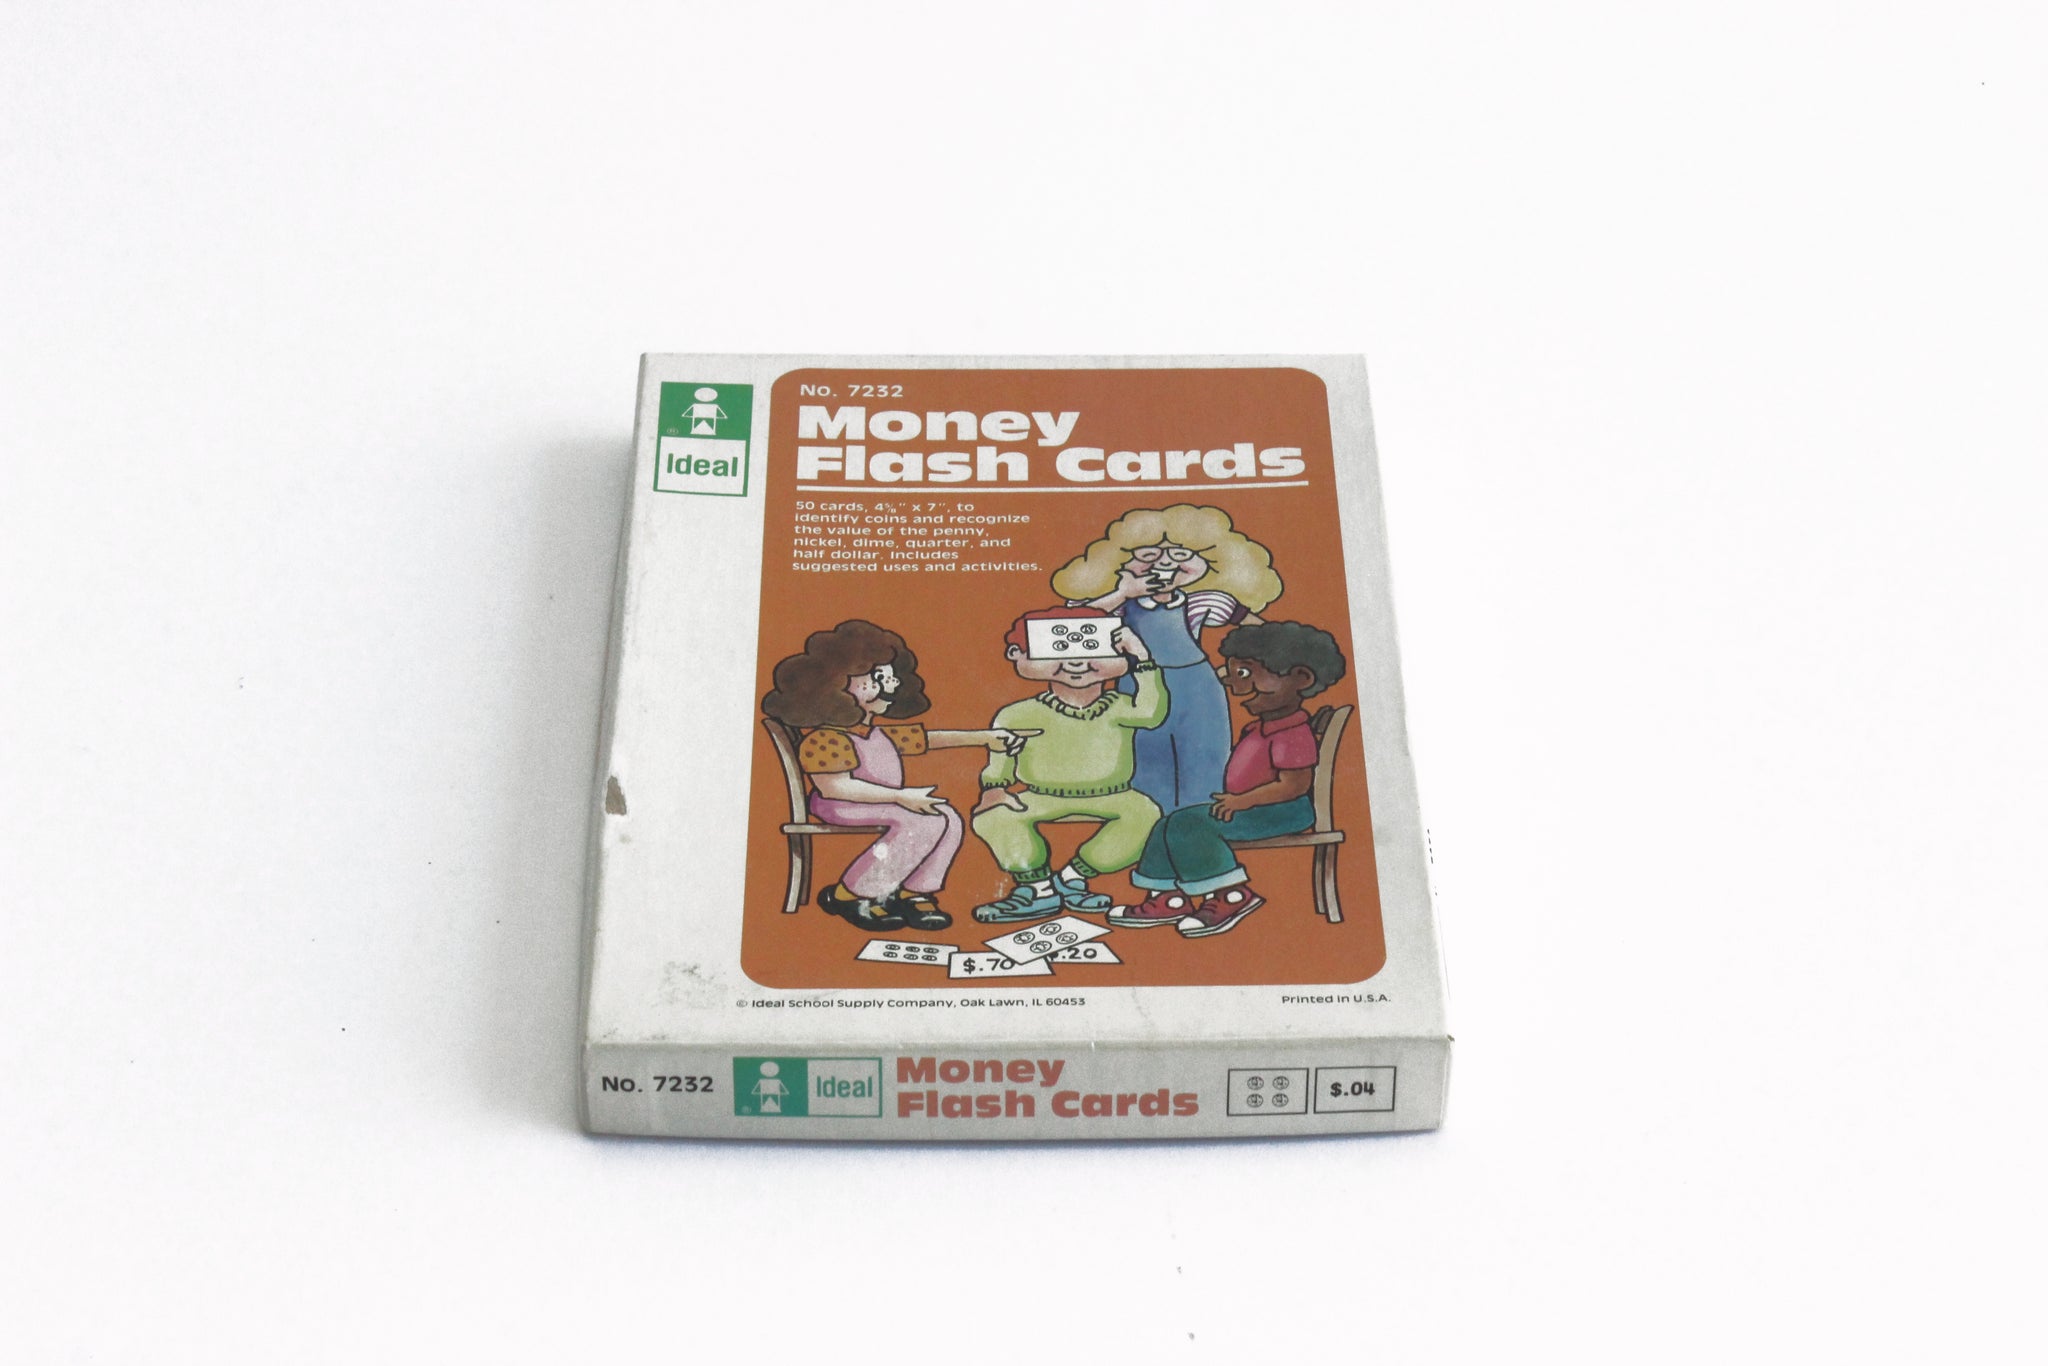 Ideal
No. 7232
Money
Flash Cards
50 cards, 4⅝" x 7", to
identify coins and recognize
the value of the penny,
nickel, dime, quarter, and
half dollar. Includes
suggested uses and activities.
$.70
$.20
© Ideal School Supply Company, Oak Lawn, IL 60453
Printed in U.S.A.
No. 7232
Ideal
Money
Flash Cards
$.04